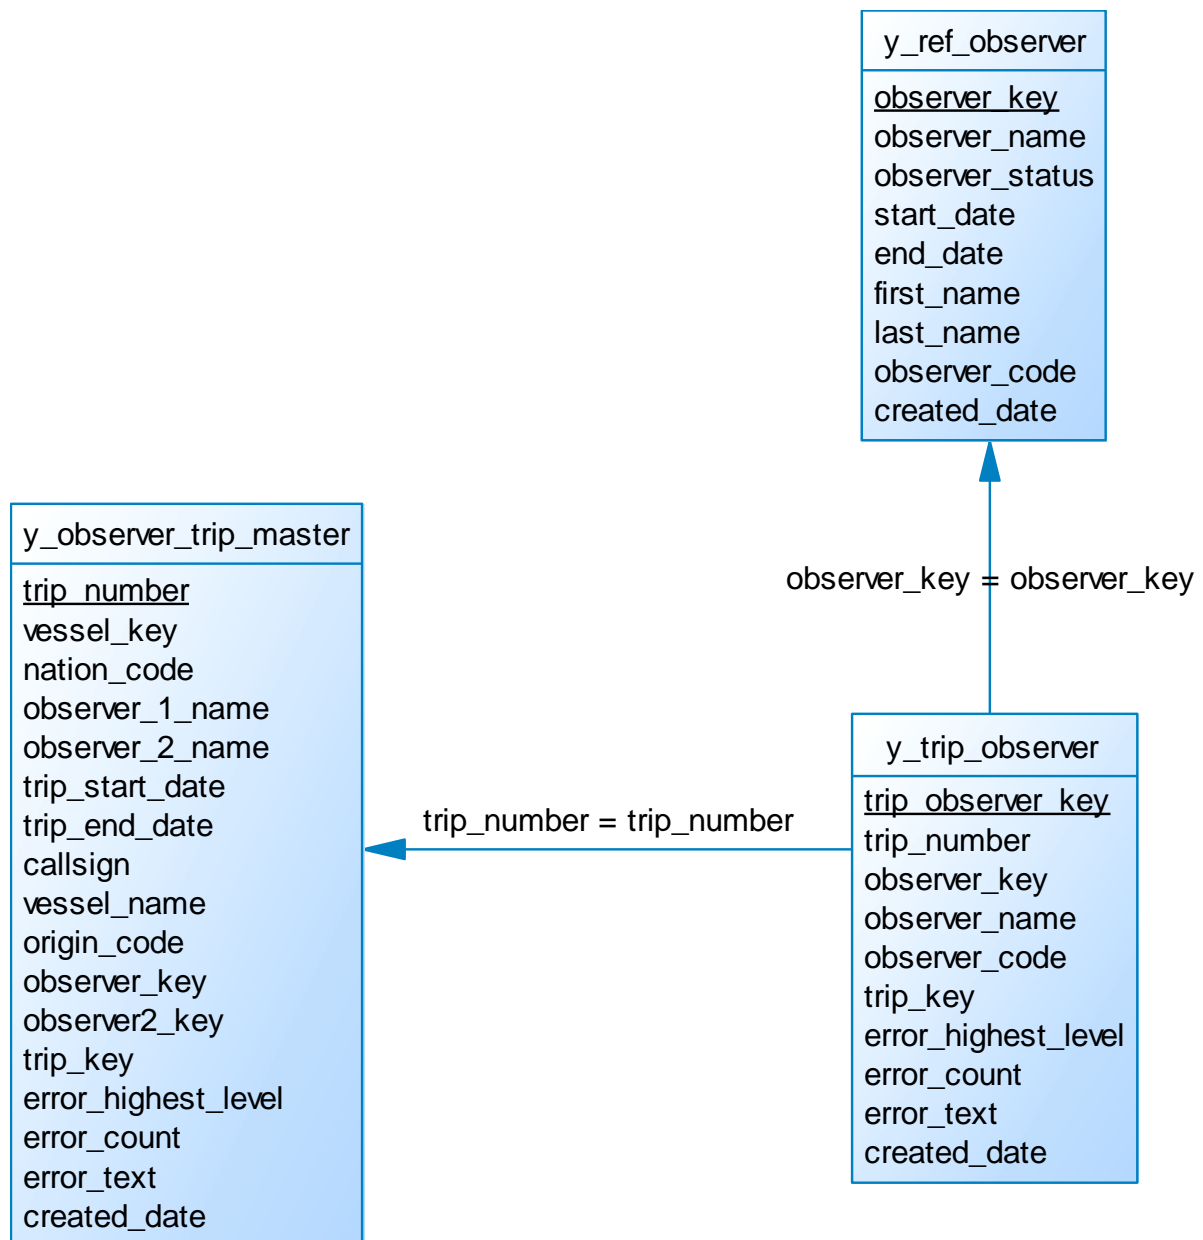 y_ref_observer
observer_key
observer_name
observer_status
start_date
end_date
first_name
last_name
observer_code
created_date
observer_key = observer_key
y_observer_trip_master
trip_number
vessel_key
nation_code
observer_1_name
observer_2_name
trip_start_date
trip_end_date
callsign
vessel_name
origin_code
observer_key
observer2_key
trip_key
error_highest_level
error_count
error_text
created_date
trip_number = trip_number
y_trip_observer
trip_observer_key
trip_number
observer_key
observer_name
observer_code
trip_key
error_highest_level
error_count
error_text
created_date